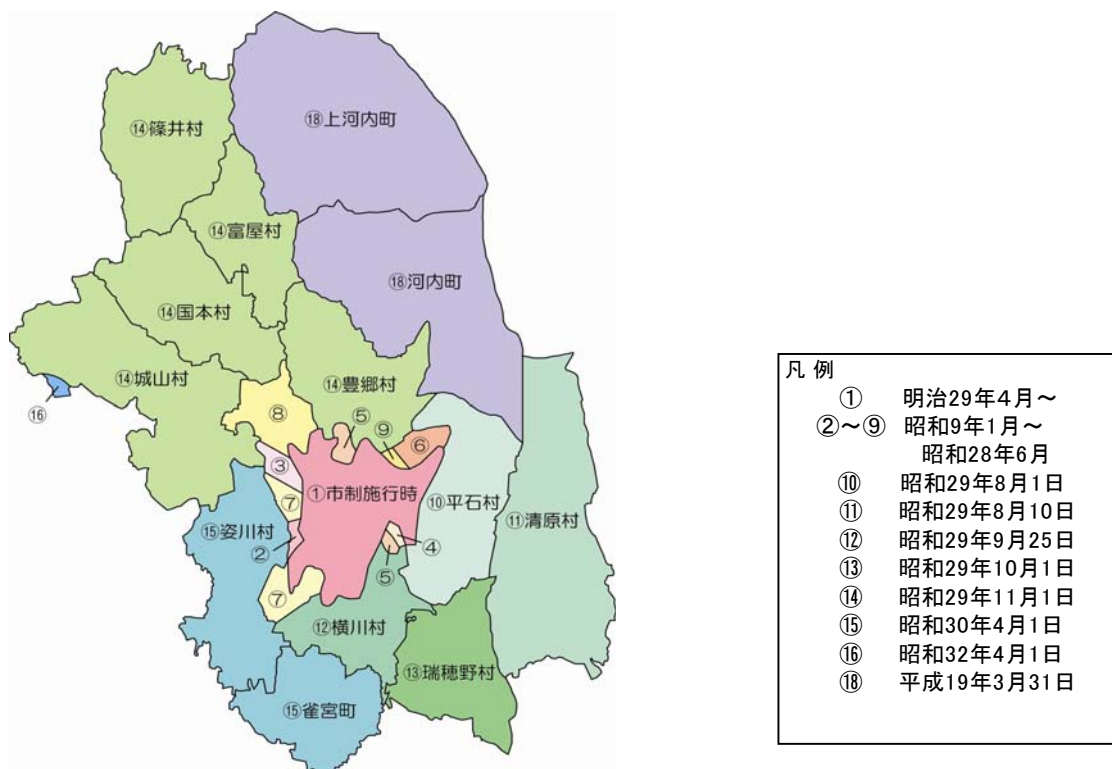 ⑱上河内町
⑭篠井村
⑭富屋村
⑱河内町
⑭国本村
⑭城山村
⑭豊郷村
⑯
⑧
⑤
⑨
⑥
③
①市制施行時
⑩平石村
⑪清原村
⑦
⑮姿川村
②
④
⑤
⑦
⑫横川村
⑬瑞穂野村
⑮雀宮町
凡 例
① 明治29年4月～
②～⑨ 昭和9年1月～
昭和28年6月
⑩ 昭和29年8月1日
⑪ 昭和29年8月10日
⑫ 昭和29年9月25日
⑬ 昭和29年10月1日
⑭ 昭和29年11月1日
⑮ 昭和30年4月1日
⑯ 昭和32年4月1日
⑱ 平成19年3月31日